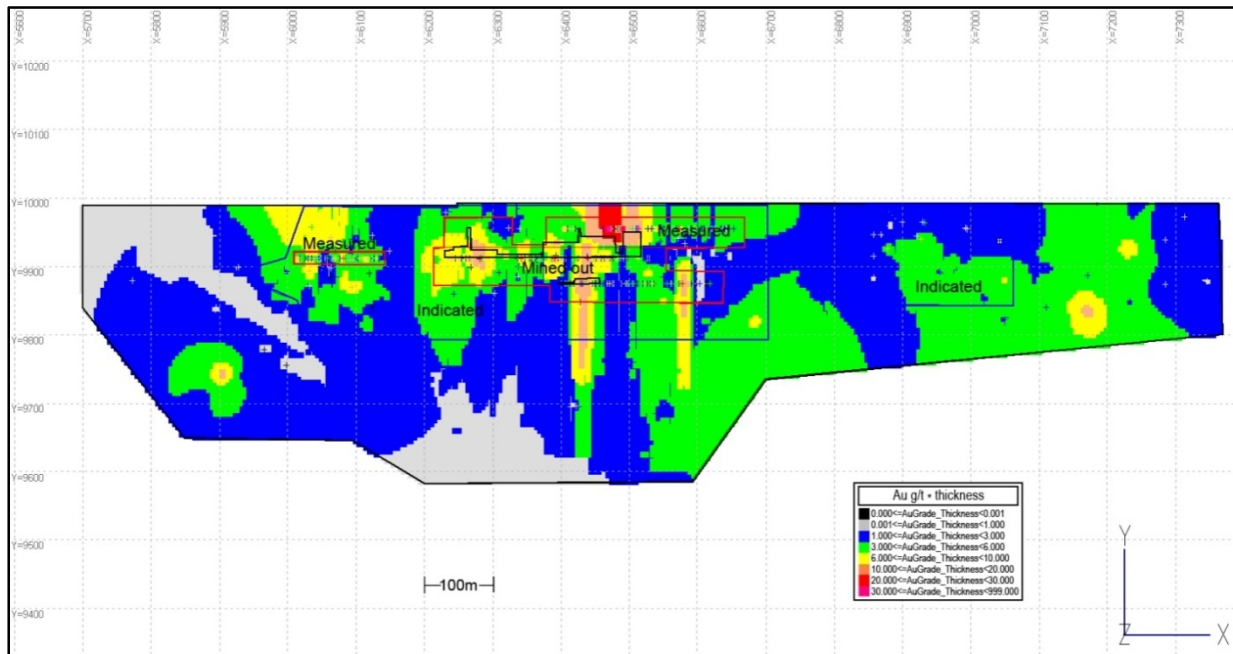 X=5600
X=5700
X=5800
X=5900
X=6000
X=6100
X=6200
X=6300
X=6400
X=6500
X=6600
X=6700
X=6800
X=6900
X=7000
X=7100
X=7200
X=7300
Y=10200
Y=10100
Y=10000
Y=9900
Y=9800
Y=9700
Y=9600
Y=9500
Y=9400
Measured
Measured
Mined out
Indicated
Indicated
100m
Au g/t * thickness
0.000<=AuGrade_Thickness<0.001
0.001<=AuGrade_Thickness<1.000
1.000<=AuGrade_Thickness<3.000
3.000<=AuGrade_Thickness<6.000
6.000<=AuGrade_Thickness<10.000
10.000<=AuGrade_Thickness<20.000
20.000<=AuGrade_Thickness<30.000
30.000<=AuGrade_Thickness<999.000
Y
Z
X